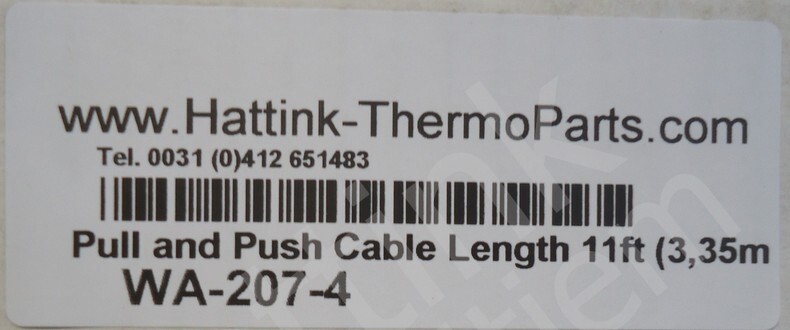 www.Hattink-ThermoParts.com
Tel. 0031 (0)412 651483
Pull and Push Cable Length 11ft (3,35m
WA-207-4